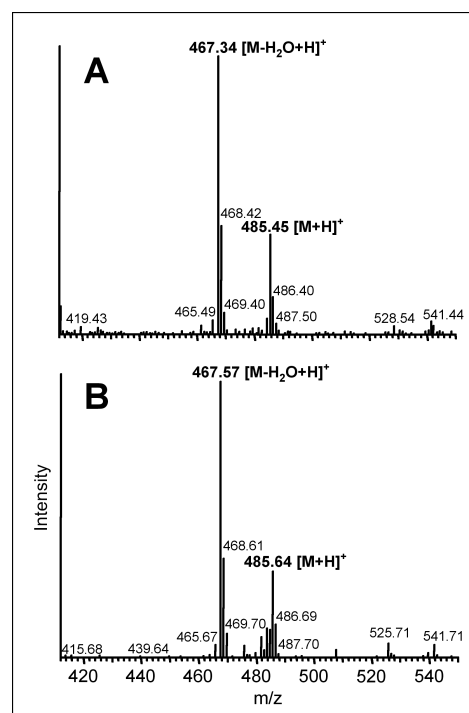 467.34 [M-H₂O+H]⁺
A
468.42
485.45 [M+H]⁺
465.49
469.40
486.40
487.50
419.43
528.54
541.44
467.57 [M-H₂O+H]⁺
B
Intensity
468.61
485.64 [M+H]⁺
465.67
469.70
486.69
487.70
415.68
439.64
525.71
541.71
420 440 460 480 500 520 540
m/z